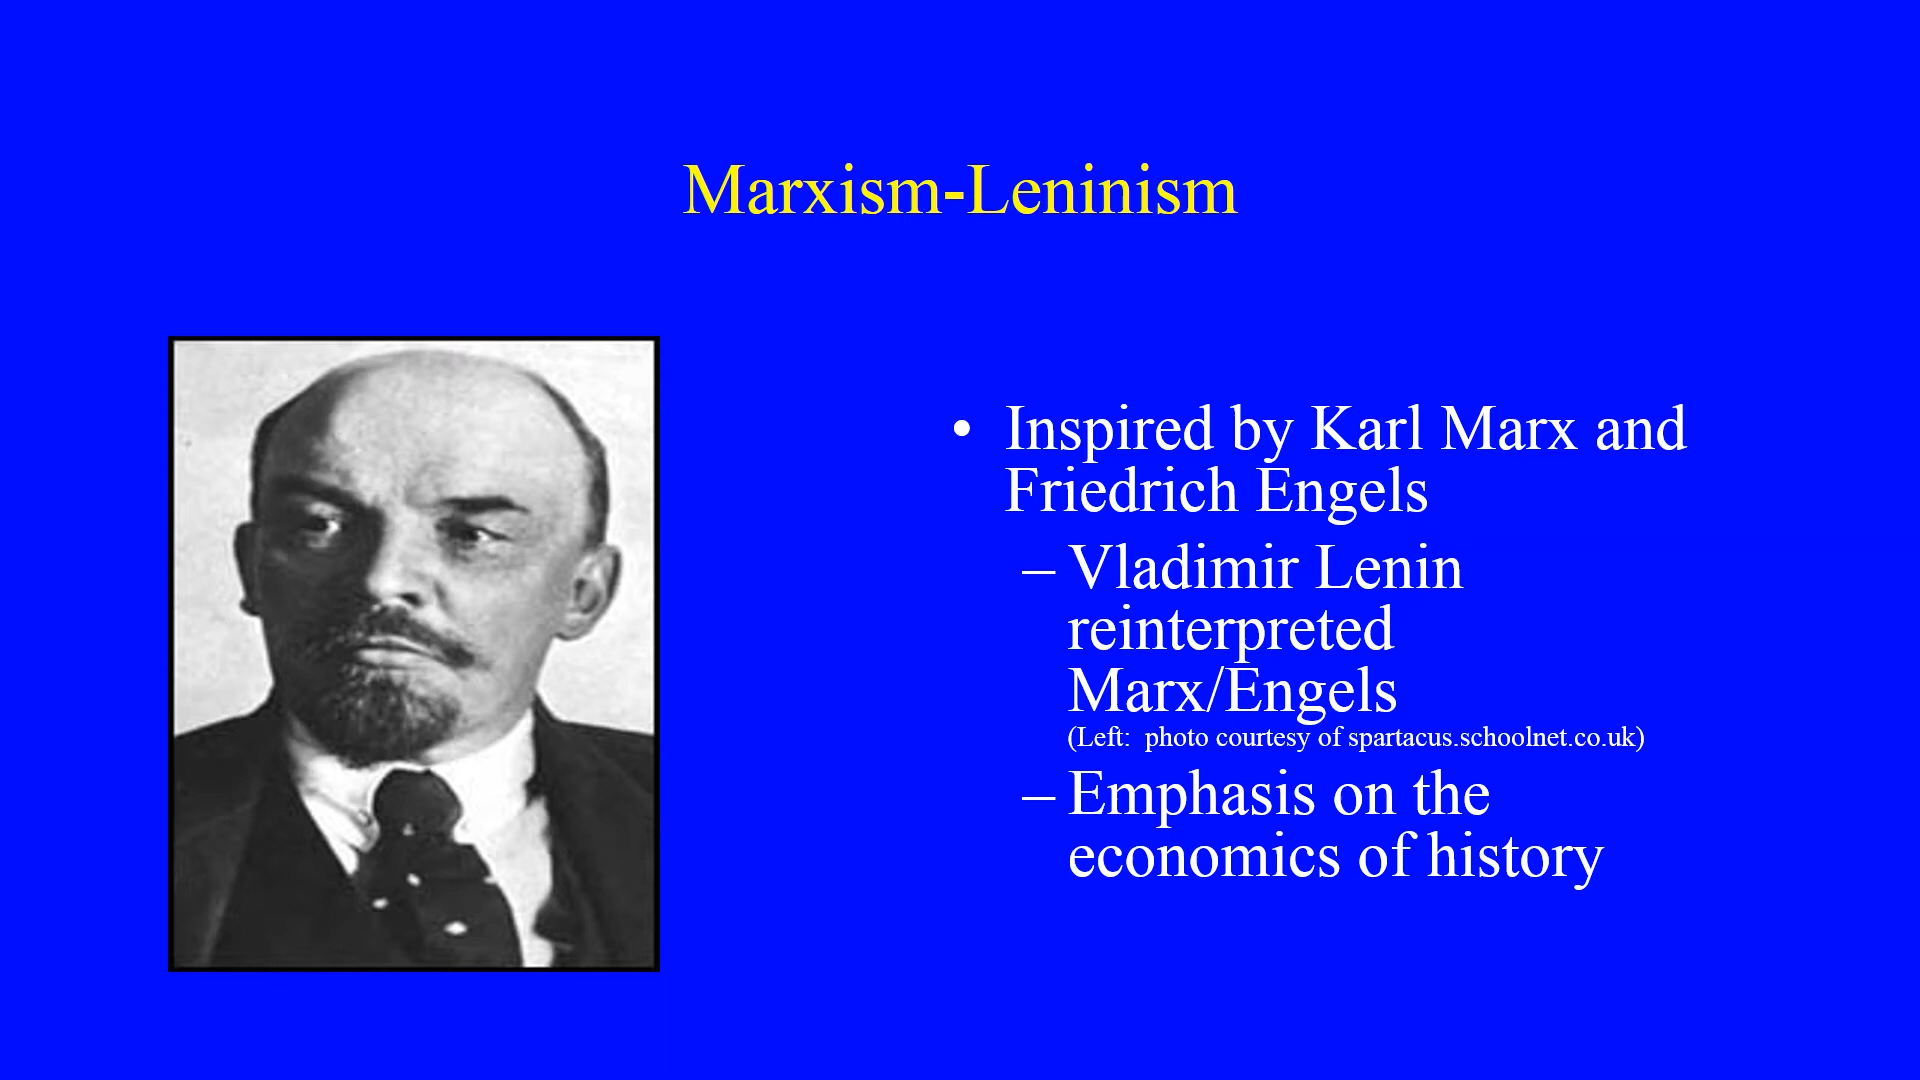 Marxism-Leninism
• Inspired by Karl Marx and
Friedrich Engels
– Vladimir Lenin
reinterpreted
Marx/Engels
(Left:  photo courtesy of spartacus.schoolnet.co.uk)
– Emphasis on the
economics of history